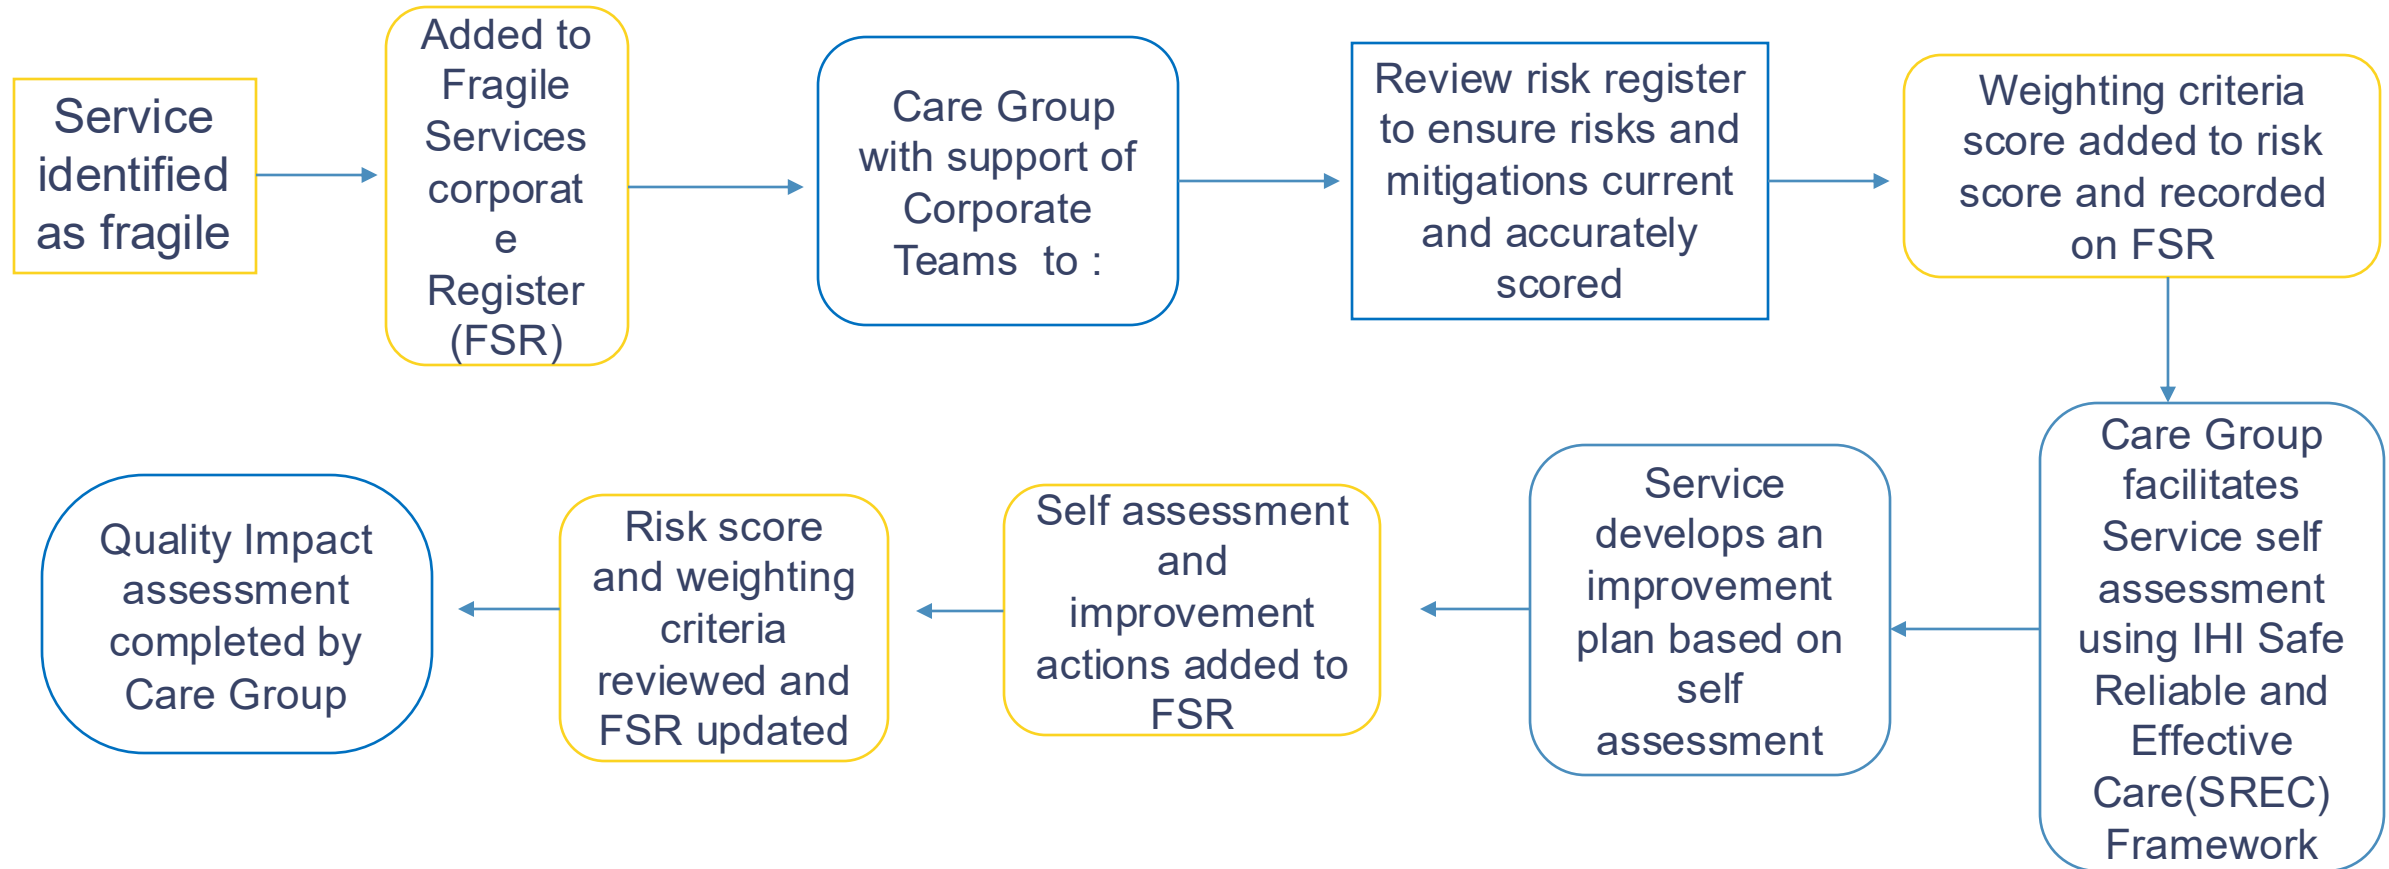 Service
identified
as fragile
Added to
Fragile
Services
corporat
e
Register
(FSR)
Care Group
with support of
Corporate
Teams  to :
Review risk register
to ensure risks and
mitigations current
and accurately
scored
Weighting criteria
score added to risk
score and recorded
on FSR
Care Group
facilitates
Service self
assessment
using IHI Safe
Reliable and
Effective
Care(SREC)
Framework
Service
develops an
improvement
plan based on
self
assessment
Self assessment
and
improvement
actions added to
FSR
Risk score
and weighting
criteria
reviewed and
FSR updated
Quality Impact
assessment
completed by
Care Group